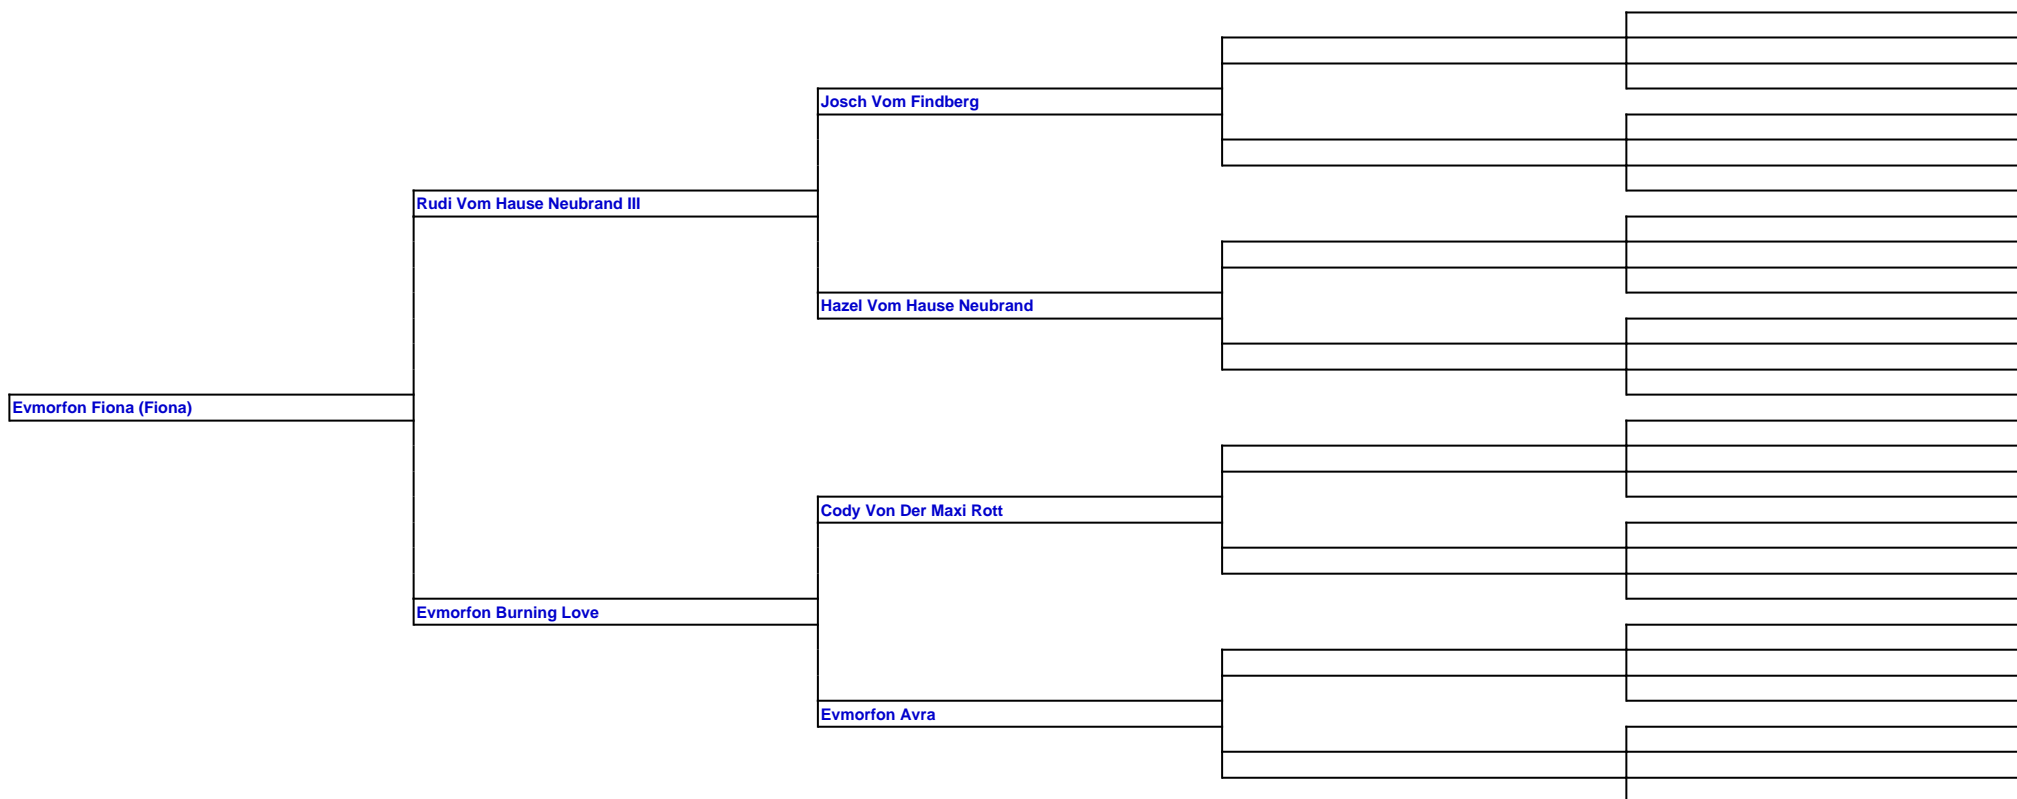 Josch Vom Findberg
Rudi Vom Hause Neubrand III
Hazel Vom Hause Neubrand
Evmorfon Fiona (Fiona)
Cody Von Der Maxi Rott
Evmorfon Burning Love
Evmorfon Avra